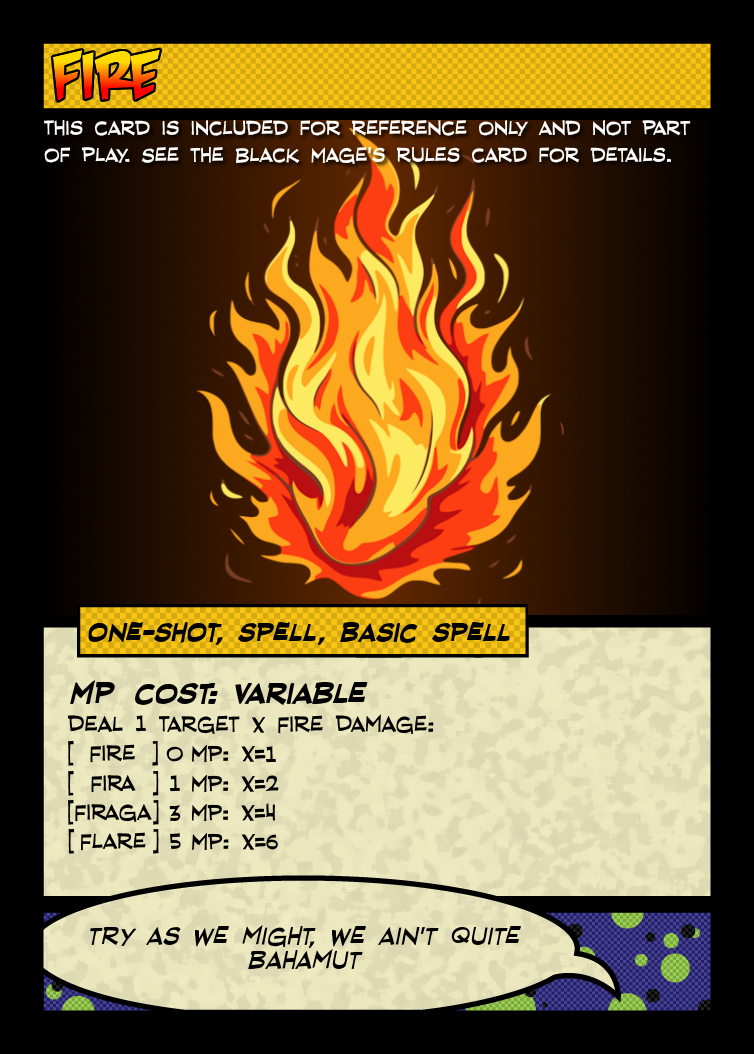 FIRE
THIS CARD IS INCLUDED FOR REFERENCE ONLY AND NOT PART
OF PLAY. SEE THE BLACK MAGE'S RULES CARD FOR DETAILS.
ONE-SHOT, SPELL, BASIC SPELL
MP COST: VARIABLE
DEAL 1 TARGET X FIRE DAMAGE:
[ FIRE ] 0 MP: X=1
[ FIRA ] 1 MP: X=2
[FIRAGA] 3 MP: X=4
[ FLARE ] 5 MP: X=6
TRY AS WE MIGHT, WE AIN'T QUITE
BAHAMUT